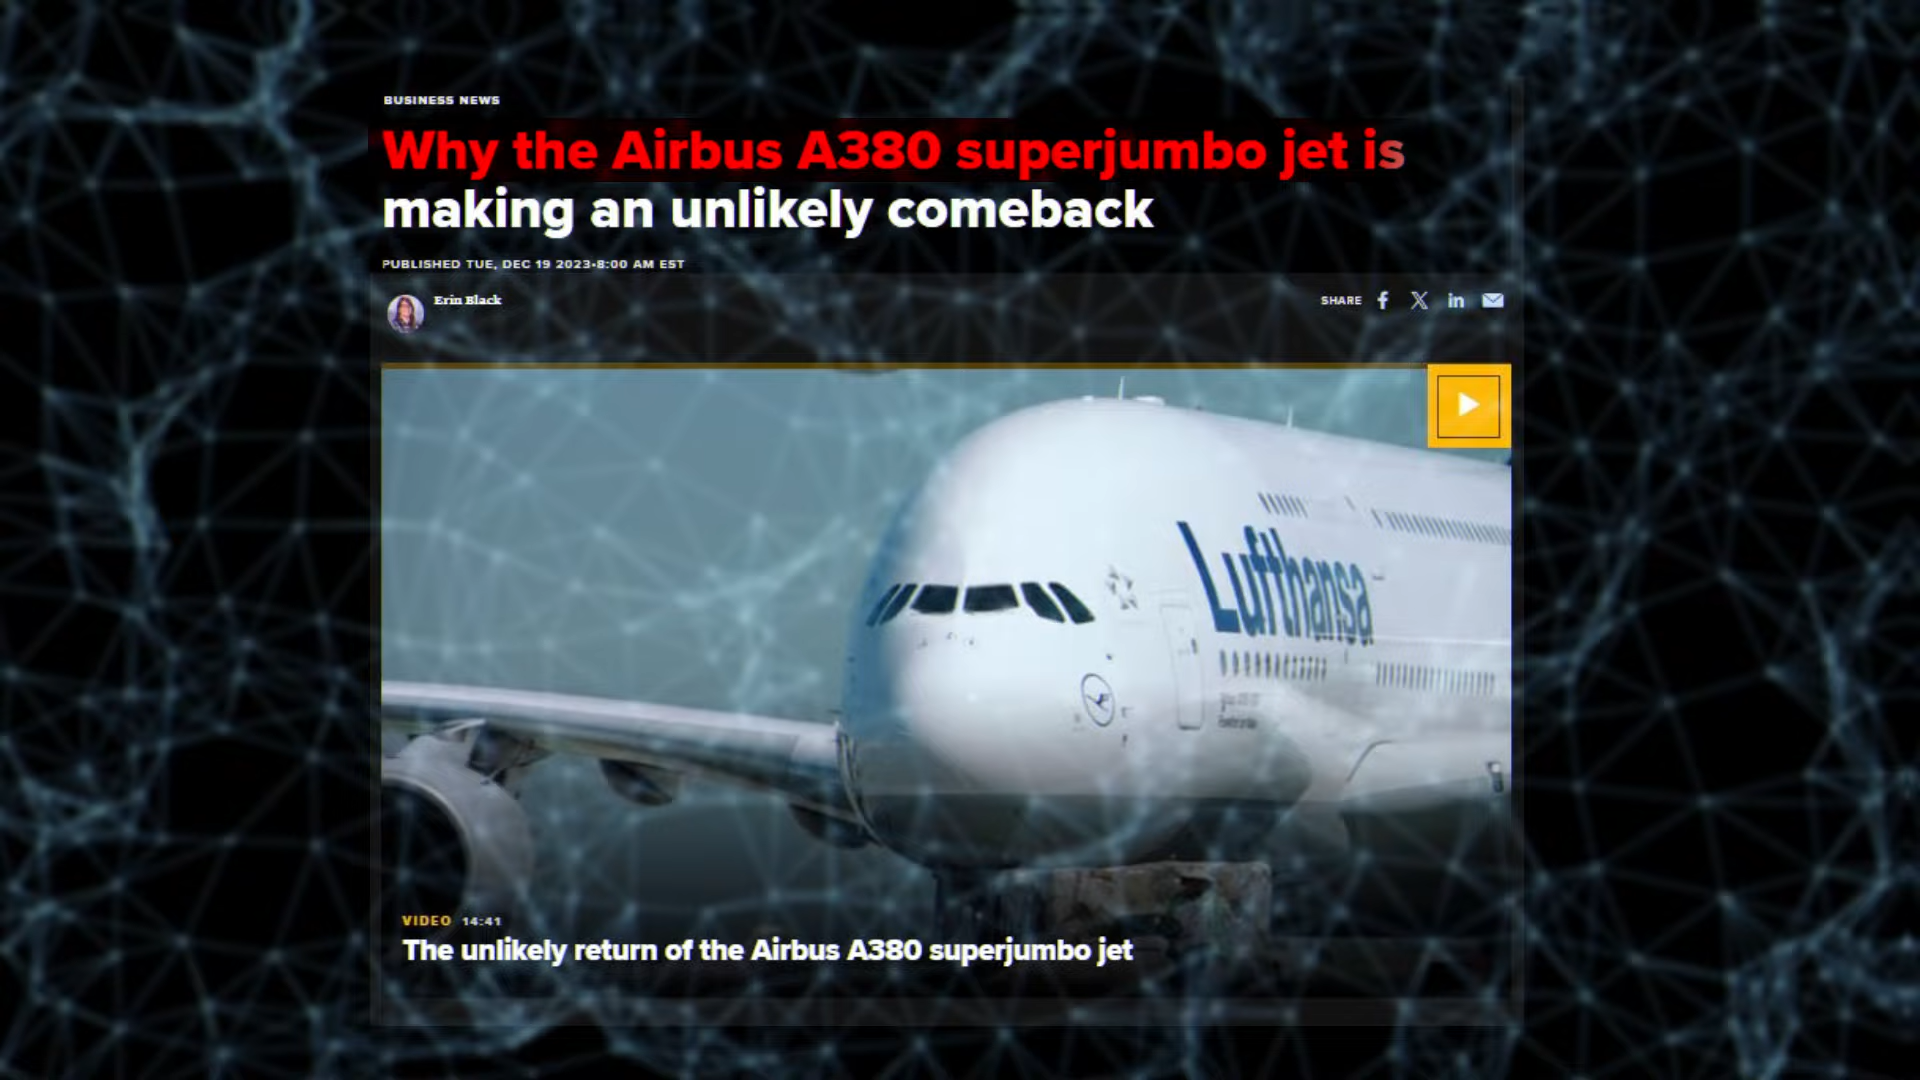 BUSINESS NEWS
Why the Airbus A380 superjumbo jet is
making an unlikely comeback
PUBLISHED TUE, DEC 19 2023•8:00 AM EST
Erin Black
SHARE
Lufthansa
VIDEO 14:41
The unlikely return of the Airbus A380 superjumbo jet